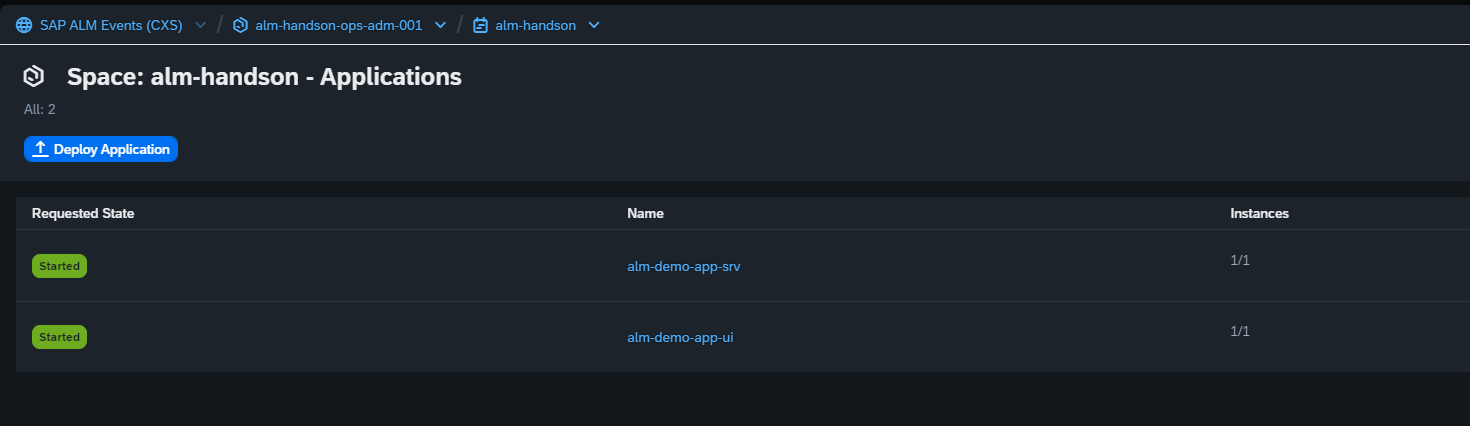 SAP ALM Events (CXS) / alm-handson-ops-adm-001 / alm-handson
Space: alm-handson - Applications
All: 2
Deploy Application
Requested State Name Instances
Started alm-demo-app-srv 1/1
Started alm-demo-app-ui 1/1